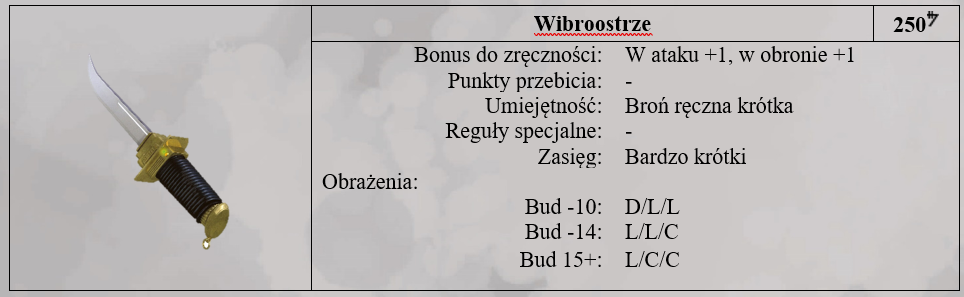 Wibroostrze 250
Bonus do zręczności: W ataku +1, w obronie +1
Punkty przebicia: -
Umiejętność: Broń ręczna krótka
Reguły specjalne: -
Zasięg: Bardzo krótki
Obrażenia:
Bud -10: D/L/L
Bud -14: L/L/C
Bud 15+: L/C/C